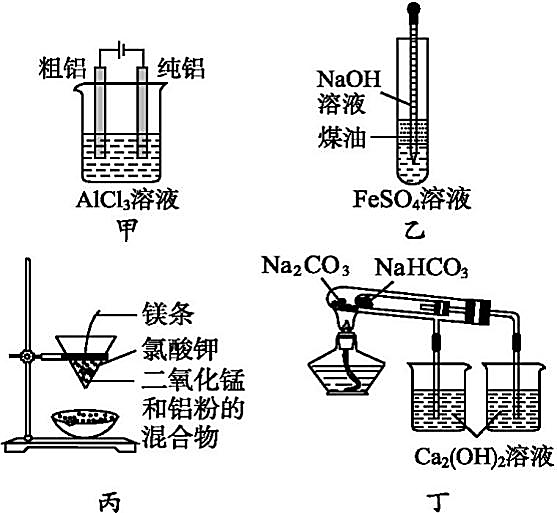 粗铝
纯铝
AlCl₃溶液
甲
NaOH
溶液
煤油
FeSO₄溶液
乙
镁条
氯酸钾
二氧化锰
和铝粉的
混合物
丙
Na₂CO₃
NaHCO₃
Ca₂(OH)₂溶液
丁